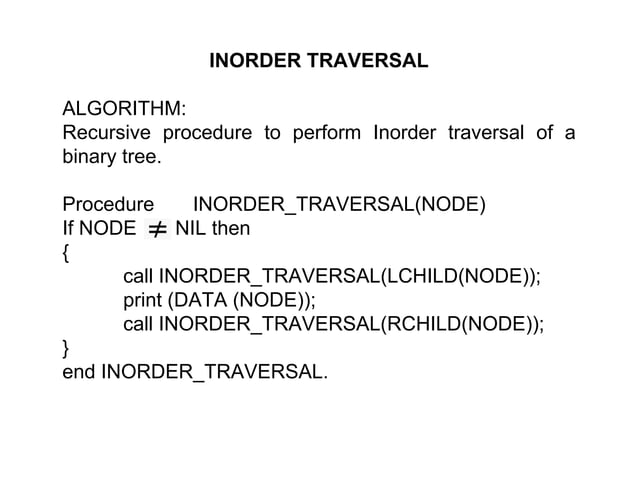 INORDER TRAVERSAL
ALGORITHM:
Recursive procedure to perform Inorder traversal of a
binary tree.
Procedure INORDER_TRAVERSAL(NODE)
If NODE ≠ NIL then
{
call INORDER_TRAVERSAL(LCHILD(NODE));
print (DATA (NODE));
call INORDER_TRAVERSAL(RCHILD(NODE));
}
end INORDER_TRAVERSAL.